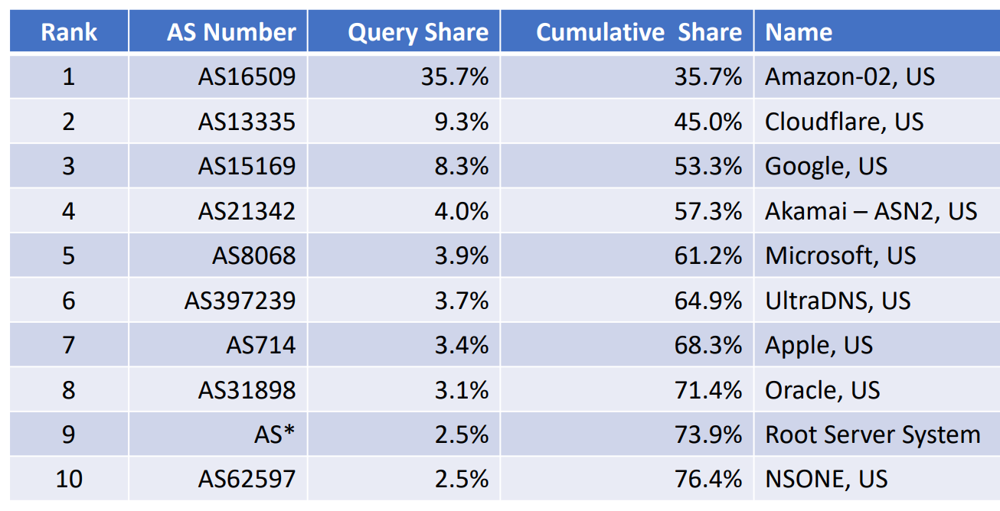 Rank AS Number Query Share Cumulative Share Name
1 AS16509 35.7% 35.7% Amazon-02, US
2 AS13335 9.3% 45.0% Cloudflare, US
3 AS15169 8.3% 53.3% Google, US
4 AS21342 4.0% 57.3% Akamai – ASN2, US
5 AS8068 3.9% 61.2% Microsoft, US
6 AS397239 3.7% 64.9% UltraDNS, US
7 AS714 3.4% 68.3% Apple, US
8 AS31898 3.1% 71.4% Oracle, US
9 AS* 2.5% 73.9% Root Server System
10 AS62597 2.5% 76.4% NSONE, US